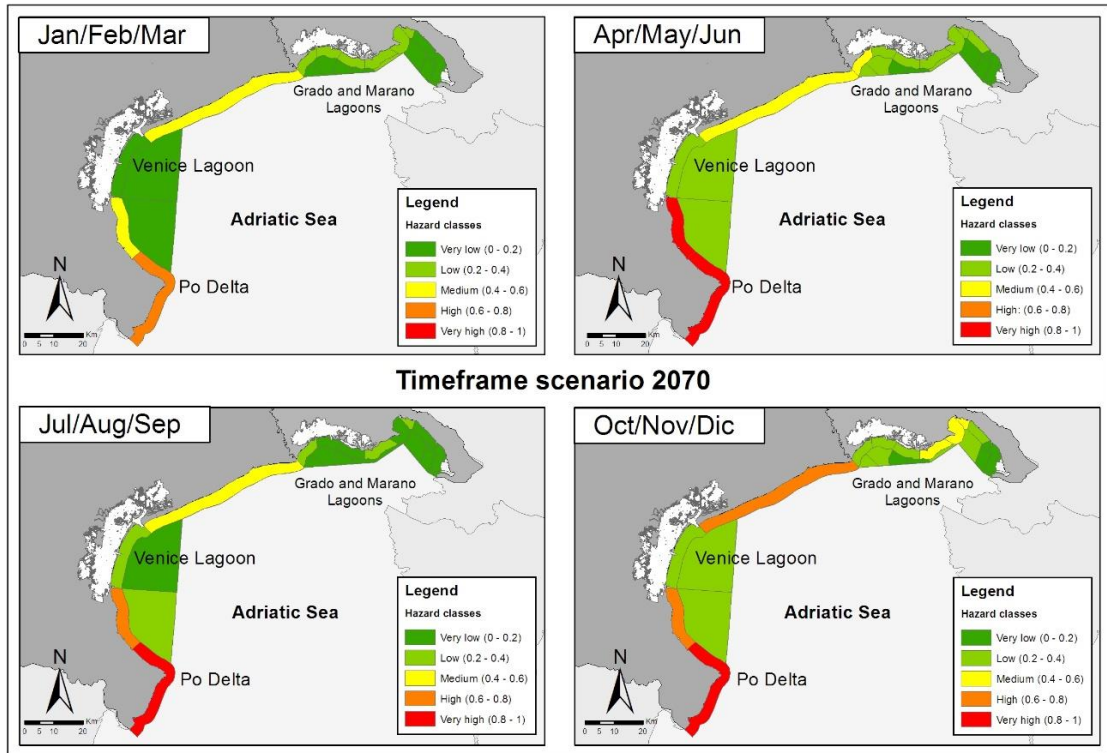 Jan/Feb/Mar
Grado and Marano
Lagoons
Venice Lagoon
Adriatic Sea
Po Delta
N
0 5 10 20 Km
Legend
Hazard classes
Very low (0 - 0.2)
Low (0.2 - 0.4)
Medium (0.4 - 0.6)
High (0.6 - 0.8)
Very high (0.8 - 1)
Apr/May/Jun
Grado and Marano
Lagoons
Venice Lagoon
Adriatic Sea
Po Delta
N
0 5 10 20 Km
Legend
Hazard classes
Very low (0 - 0.2)
Low (0.2 - 0.4)
Medium (0.4 - 0.6)
High: (0.6 - 0.8)
Very high (0.8 - 1)
Timeframe scenario 2070
Jul/Aug/Sep
Grado and Marano
Lagoons
Venice Lagoon
Adriatic Sea
Po Delta
N
0 5 10 20 Km
Legend
Hazard classes
Very low (0 - 0.2)
Low (0.2 - 0.4)
Medium (0.4 - 0.6)
High (0.6 - 0.8)
Very high (0.8 - 1)
Oct/Nov/Dic
Grado and Marano
Lagoons
Venice Lagoon
Adriatic Sea
Po Delta
N
0 5 10 20 Km
Legend
Hazard classes
Very low (0 - 0.2)
Low (0.2 - 0.4)
Medium (0.4 - 0.6)
High (0.6 - 0.8)
Very high (0.8 - 1)